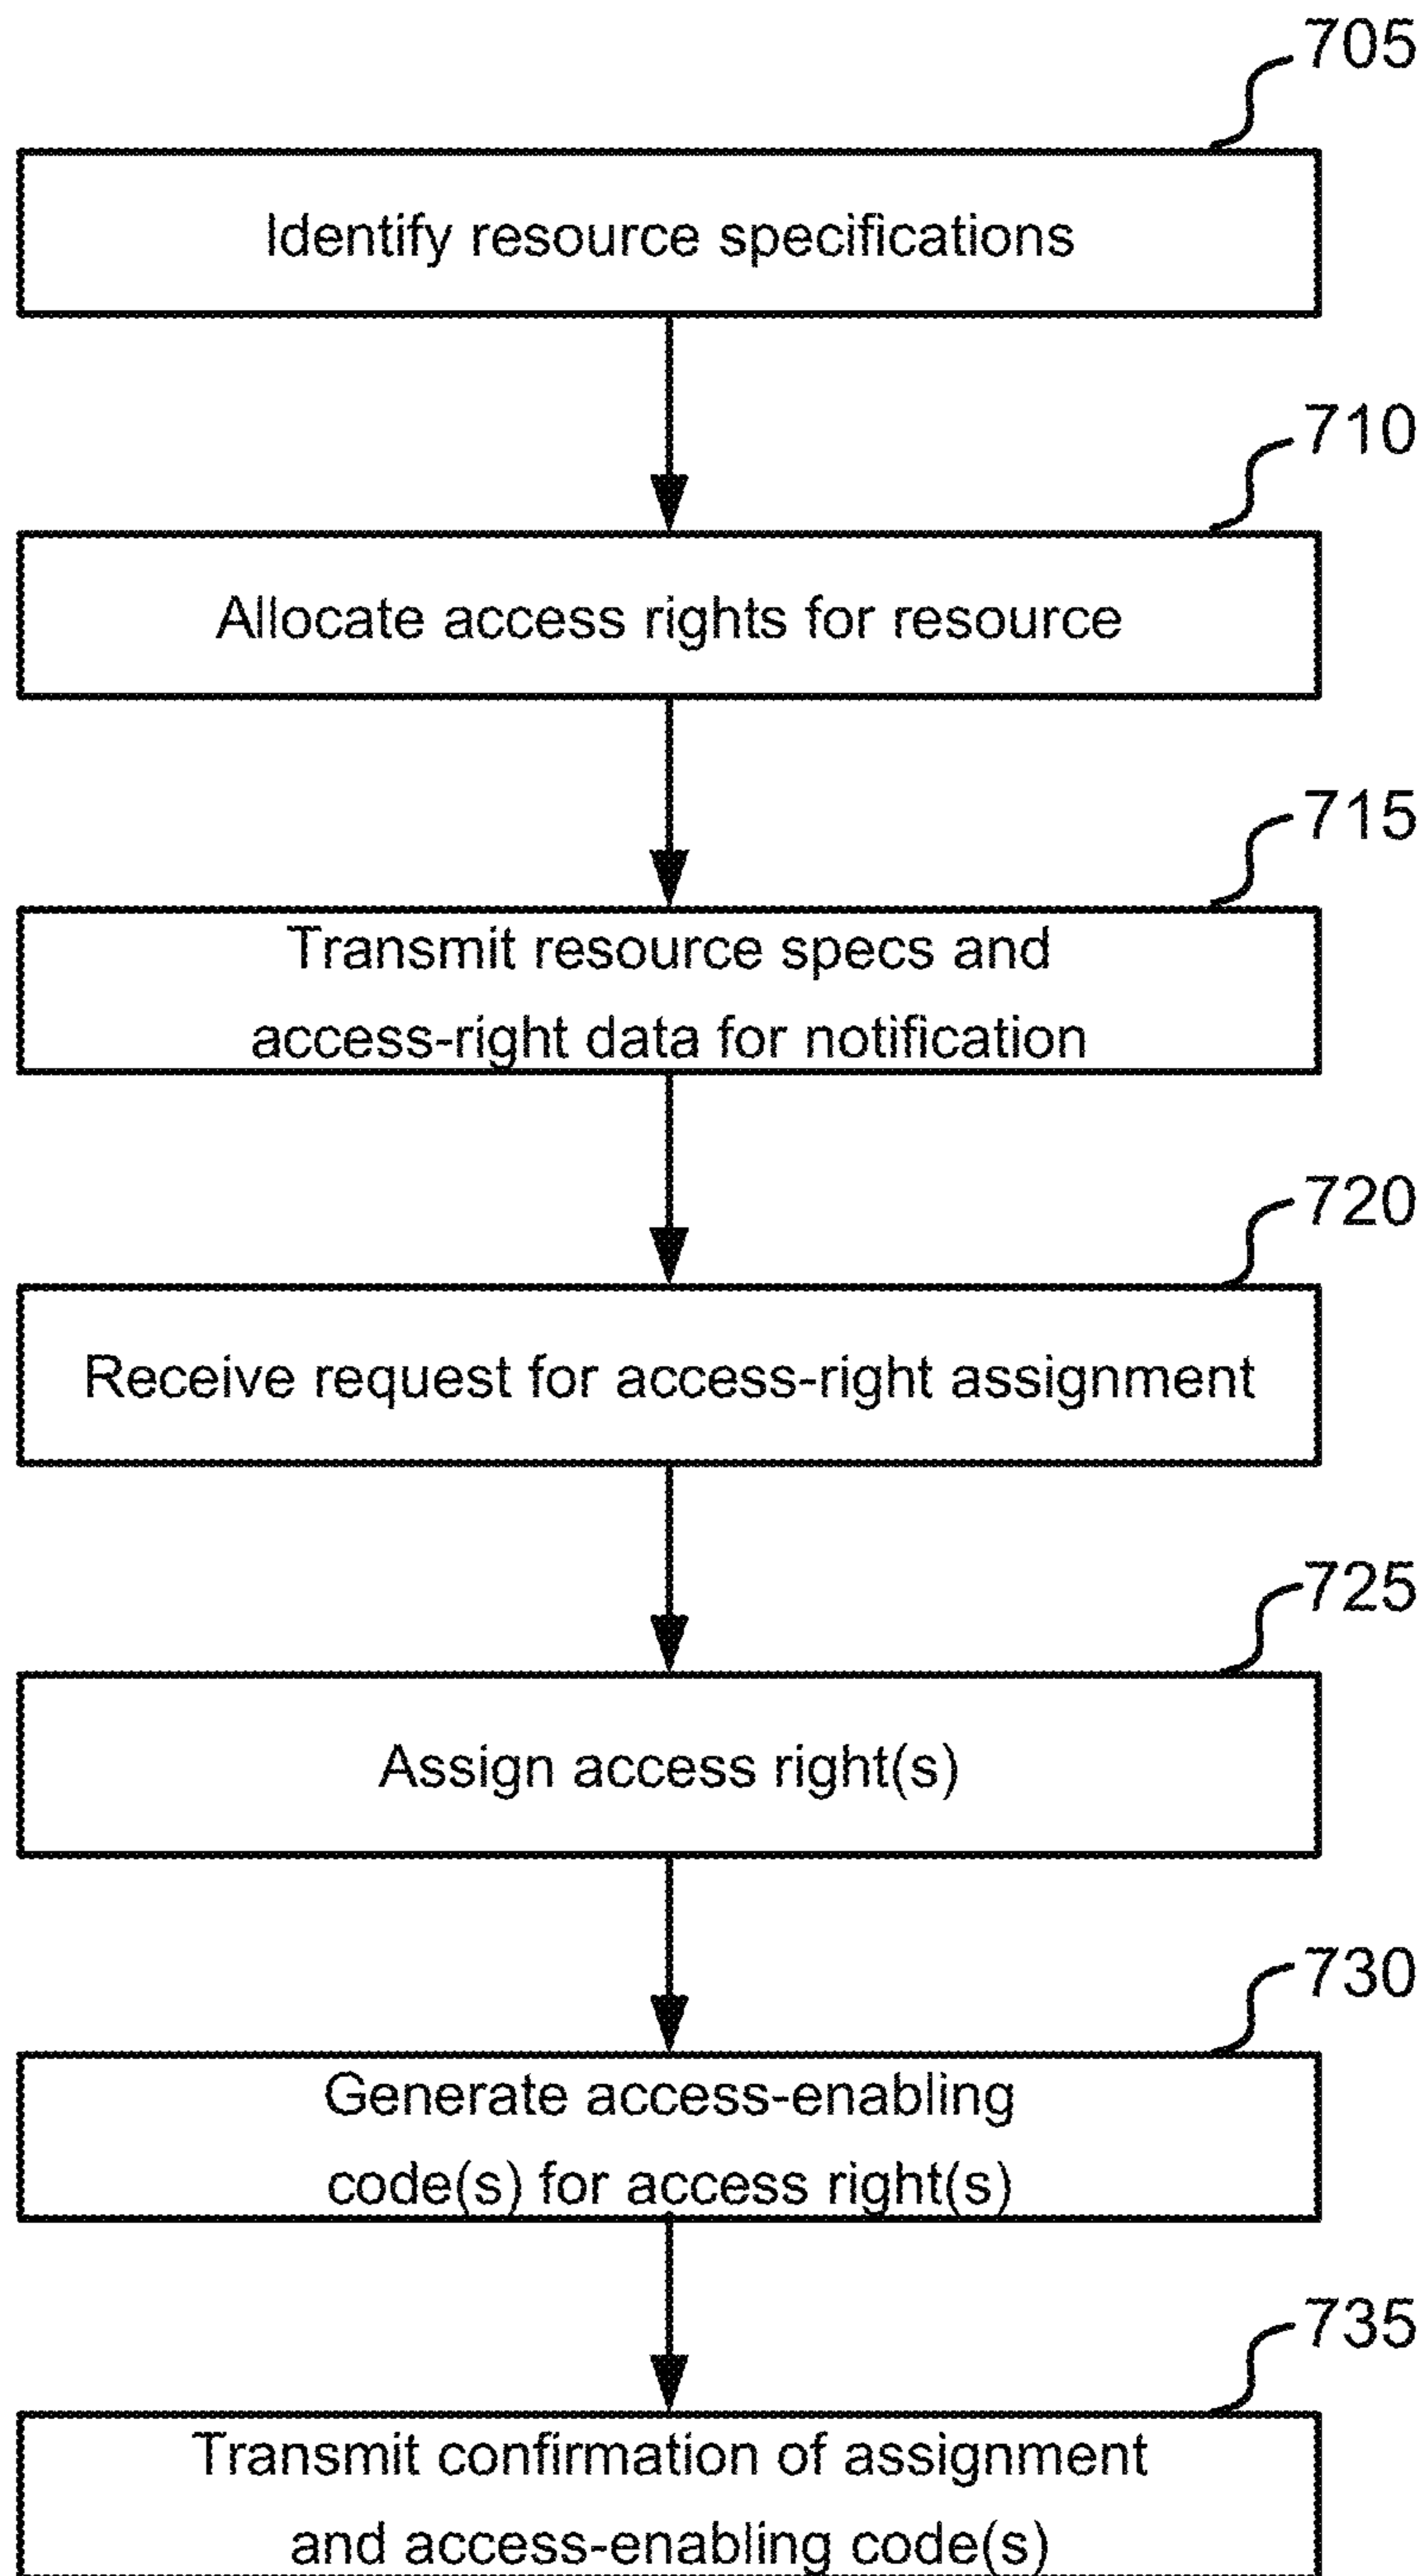 705
Identify resource specifications
710
Allocate access rights for resource
715
Transmit resource specs and
access-right data for notification
720
Receive request for access-right assignment
725
Assign access right(s)
730
Generate access-enabling
code(s) for access right(s)
735
Transmit confirmation of assignment
and access-enabling code(s)